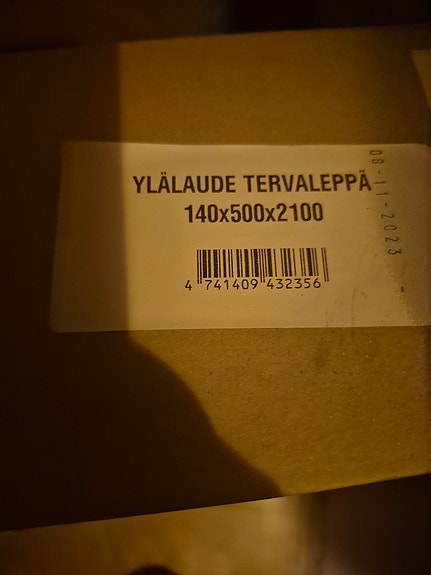 YLÄLAUDE TERVALEPPÄ
140x500x2100
4 741409 432356
08-11-2023